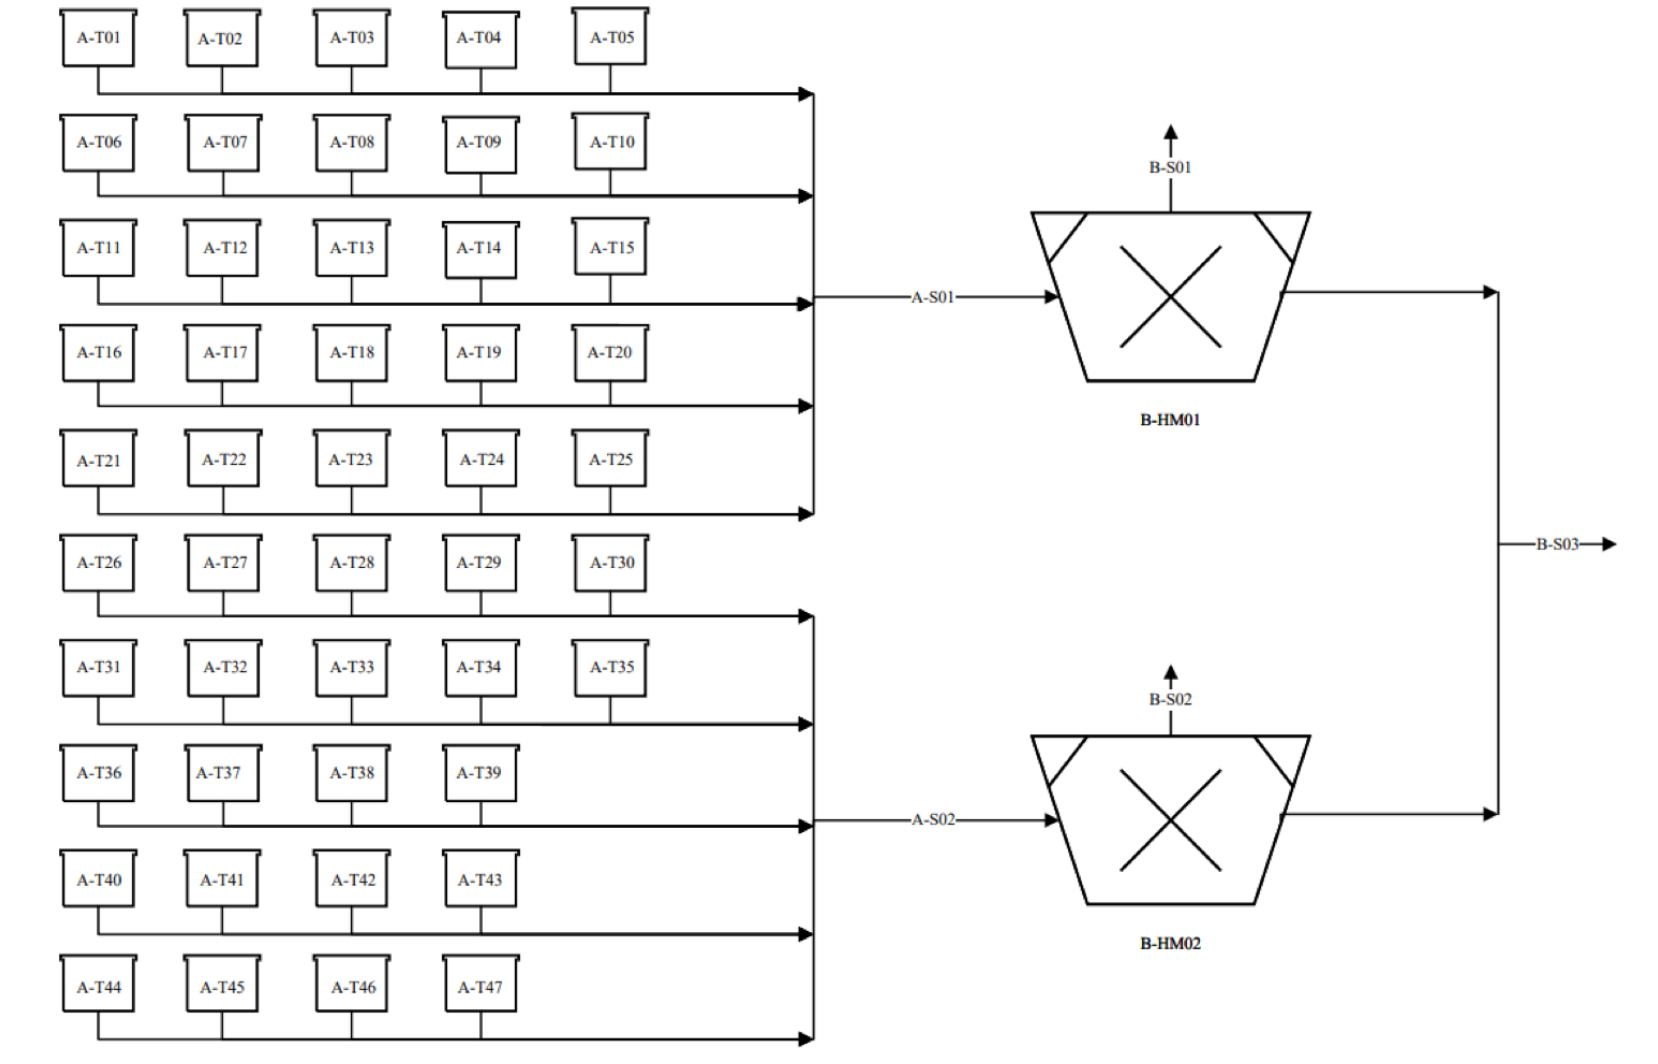 A-T01 A-T02 A-T03 A-T04 A-T05
A-T06 A-T07 A-T08 A-T09 A-T10
B-S01
A-T11 A-T12 A-T13 A-T14 A-T15
A-S01
A-T16 A-T17 A-T18 A-T19 A-T20
B-HM01
A-T21 A-T22 A-T23 A-T24 A-T25
B-S03
A-T26 A-T27 A-T28 A-T29 A-T30
A-T31 A-T32 A-T33 A-T34 A-T35
B-S02
A-T36 A-T37 A-T38 A-T39
A-S02
A-T40 A-T41 A-T42 A-T43
B-HM02
A-T44 A-T45 A-T46 A-T47